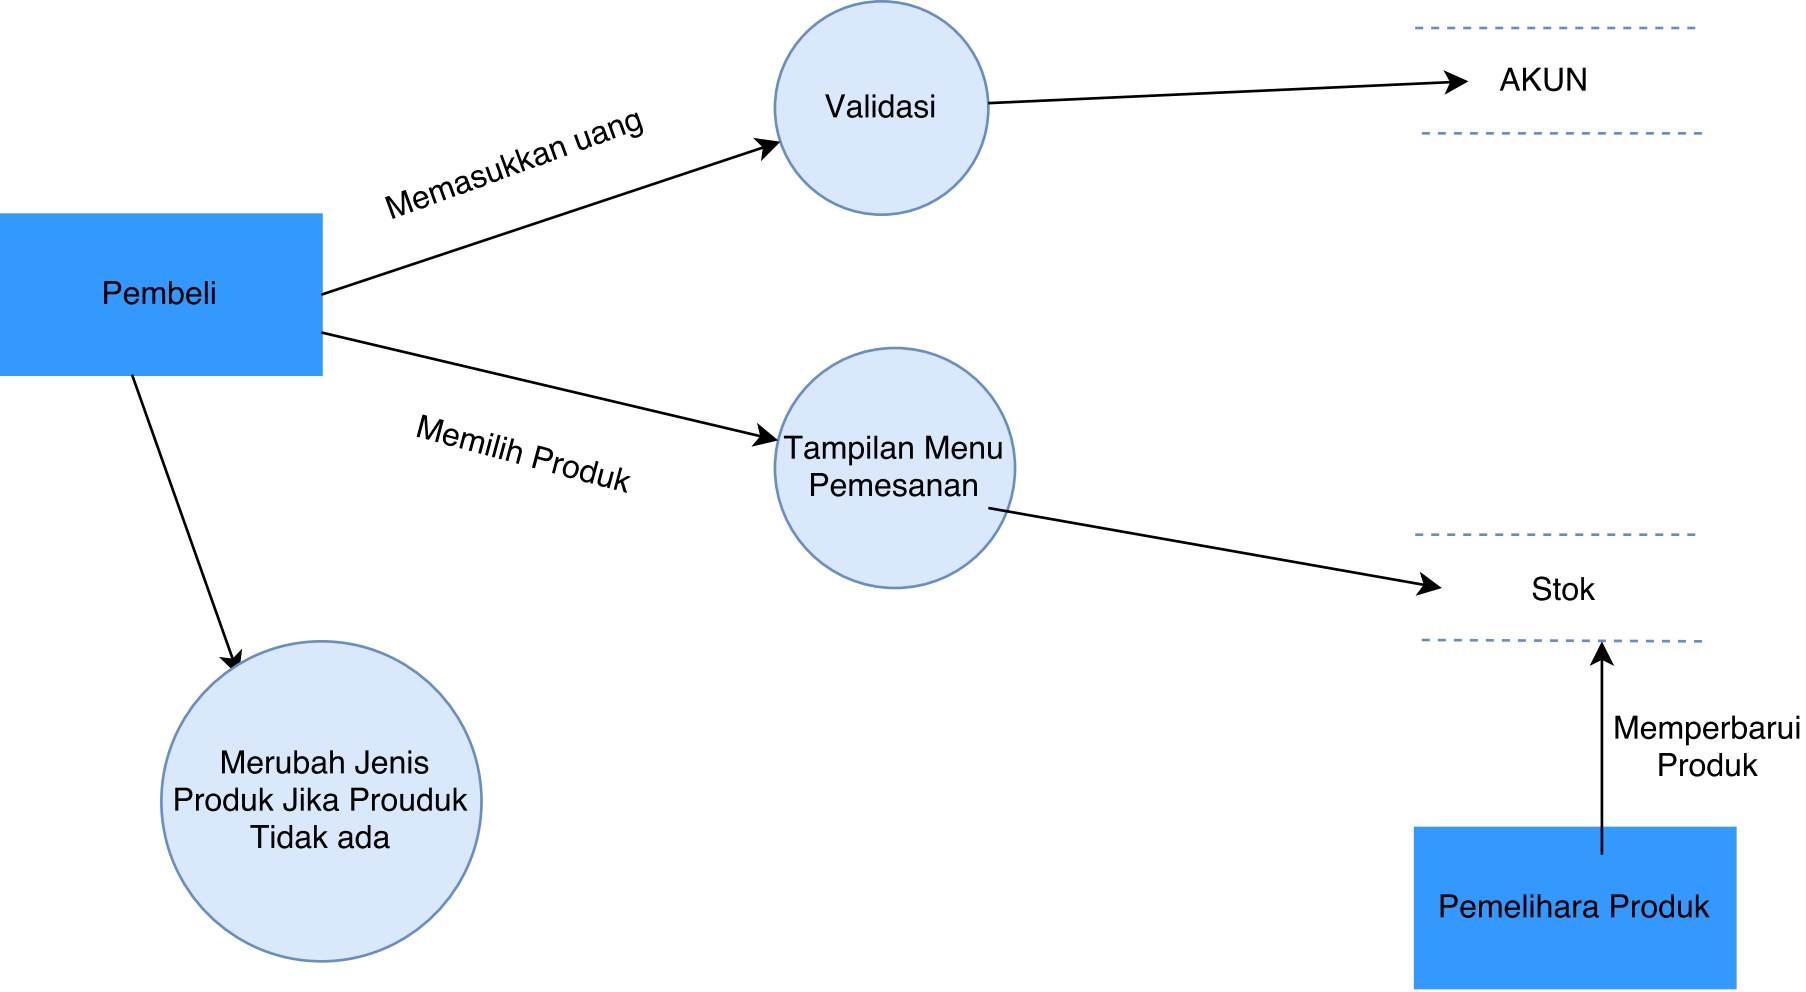 Validasi
AKUN
Memasukkan uang
Pembeli
Memilih Produk
Tampilan Menu
Pemesanan
Stok
Memperbarui
Produk
Merubah Jenis
Produk Jika Prouduk
Tidak ada
Pemelihara Produk